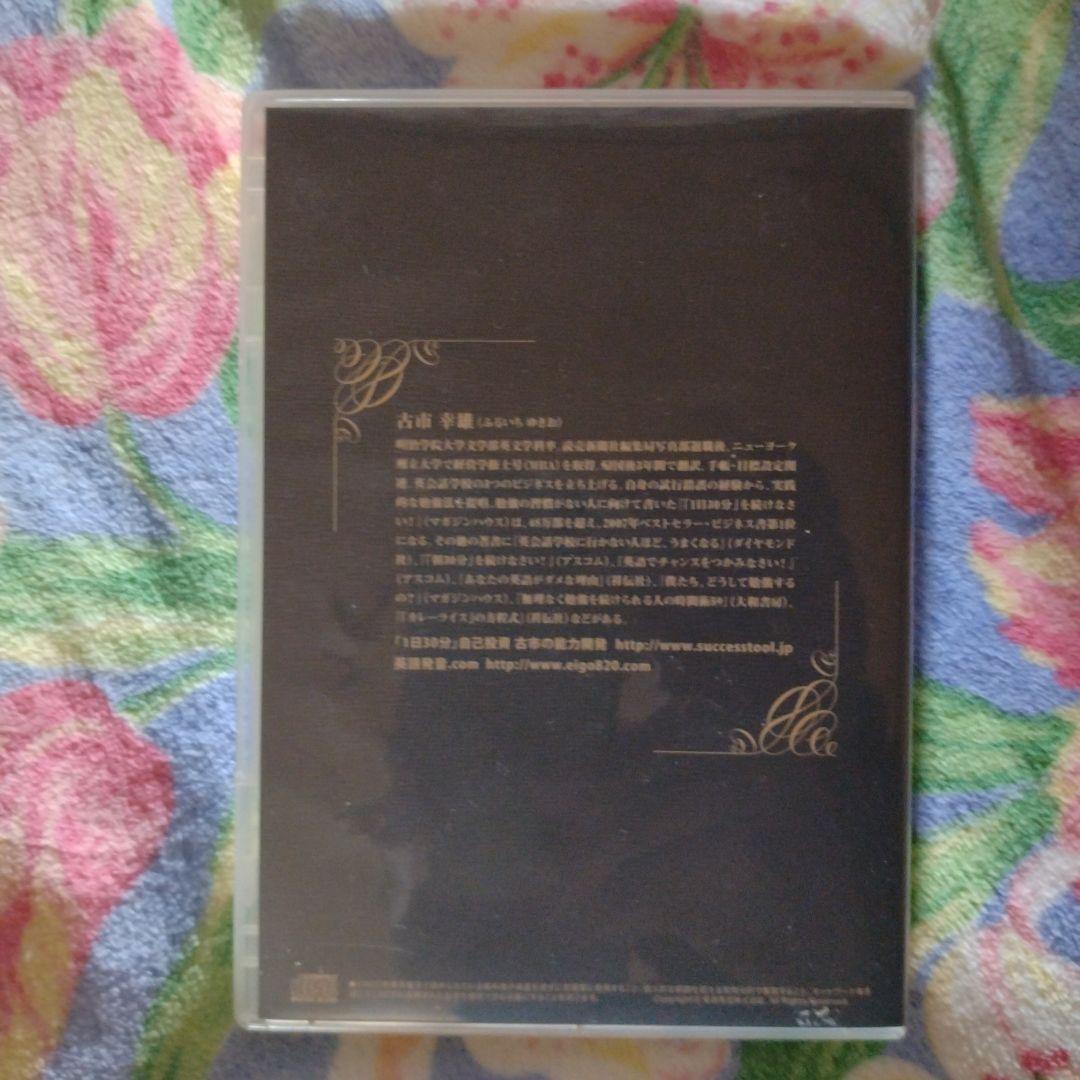 古市 幸雄（ふるいち ゆきお）
明治学院大学文学部英文学科卒。読売新聞社編集局写真部退職後、ニューヨーク
州立大学で経営学修士号（MBA）を取得。帰国後3年間で翻訳、手帳・目標設定関
連、英会話学校の3つのビジネスを立ち上げる。自身の試行錯誤の経験から、実践
的な勉強法を提唱。勉強の習慣がない人に向けて書いた『「1日30分」を続けなさ
い！』（マガジンハウス）は、48万部を超え、2007年ベストセラー・ビジネス書第1位
になる。その他の著書に『英会話学校に行かない人ほど、うまくなる』（ダイヤモンド
社）、『「朝30分」を続けなさい！』（アスコム）、『英語でチャンスをつかみなさい！』
（アスコム）、『あなたの英語がダメな理由』（祥伝社）、『僕たち、どうして勉強する
の？』（マガジンハウス）、『無理なく勉強を続けられる人の時間術59』（大和書房）、
『「カレーライス」の方程式』（祥伝社）などがある。
「1日30分」自己投資 古市の能力開発 http://www.successtool.jp
英語発音.com http://www.eigo820.com